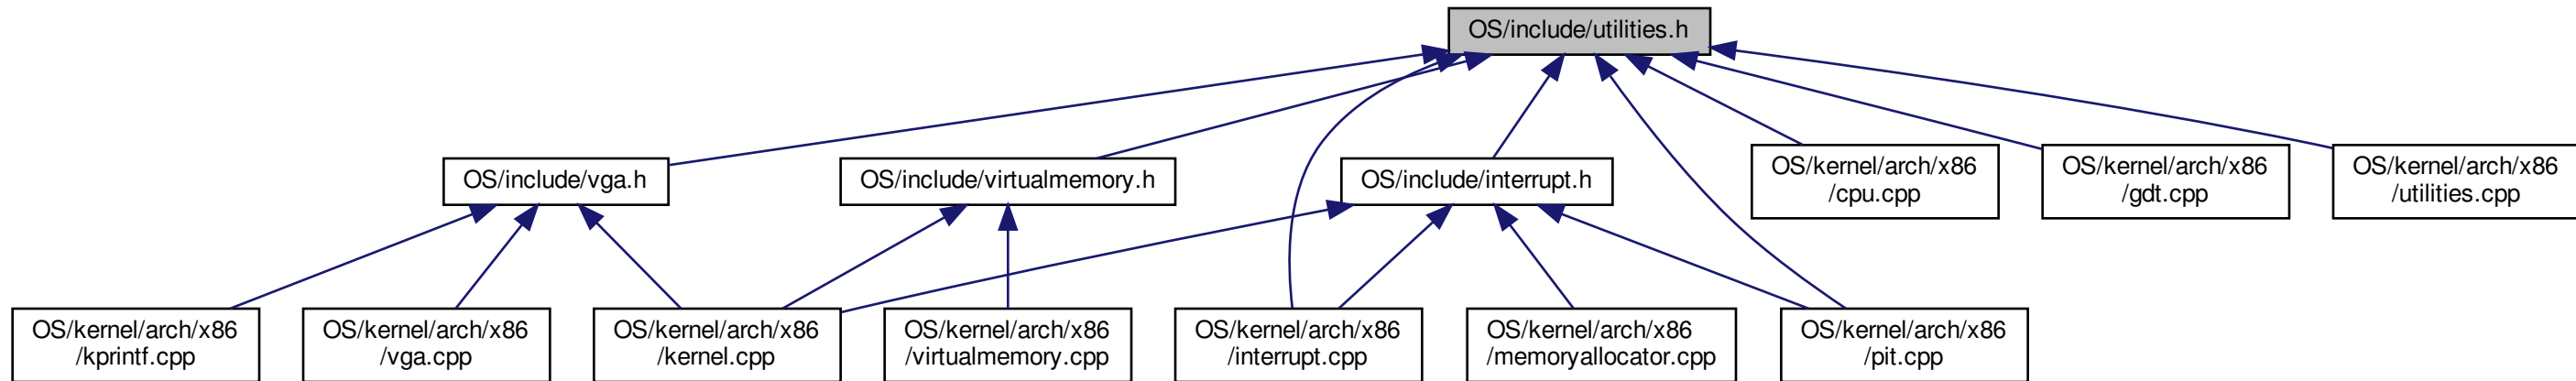 OS/include/utilities.h
OS/include/vga.h
OS/include/virtualmemory.h
OS/include/interrupt.h
OS/kernel/arch/x86
/cpu.cpp
OS/kernel/arch/x86
/gdt.cpp
OS/kernel/arch/x86
/utilities.cpp
OS/kernel/arch/x86
/kprintf.cpp
OS/kernel/arch/x86
/vga.cpp
OS/kernel/arch/x86
/kernel.cpp
OS/kernel/arch/x86
/virtualmemory.cpp
OS/kernel/arch/x86
/interrupt.cpp
OS/kernel/arch/x86
/memoryallocator.cpp
OS/kernel/arch/x86
/pit.cpp